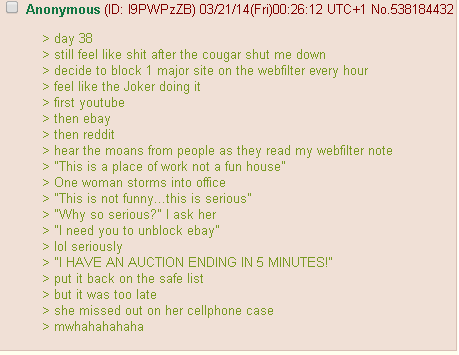 Anonymous (ID: I9PWPzZB) 03/21/14(Fri)00:26:12 UTC+1 No.538184432
> day 38
> still feel like shit after the cougar shut me down
> decide to block 1 major site on the webfilter every hour
> feel like the Joker doing it
> first youtube
> then ebay
> then reddit
> hear the moans from people as they read my webfilter note
> "This is a place of work not a fun house"
> One woman storms into office
> "This is not funny...this is serious"
> "Why so serious?" I ask her
> "I need you to unblock ebay"
> lol seriously
> "I HAVE AN AUCTION ENDING IN 5 MINUTES!"
> put it back on the safe list
> but it was too late
> she missed out on her cellphone case
> mwhahahahaha